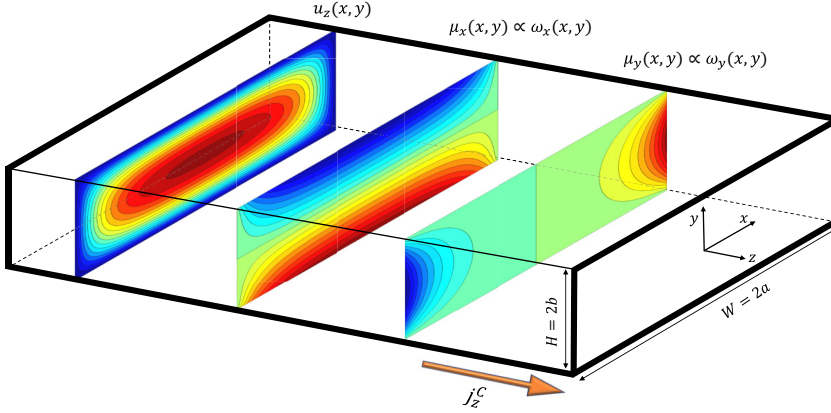 u_z(x, y)
μ_x(x, y) ∝ ω_x(x, y)
μ_y(x, y) ∝ ω_y(x, y)
y
x
z
H = 2b
W = 2a
j_z^C